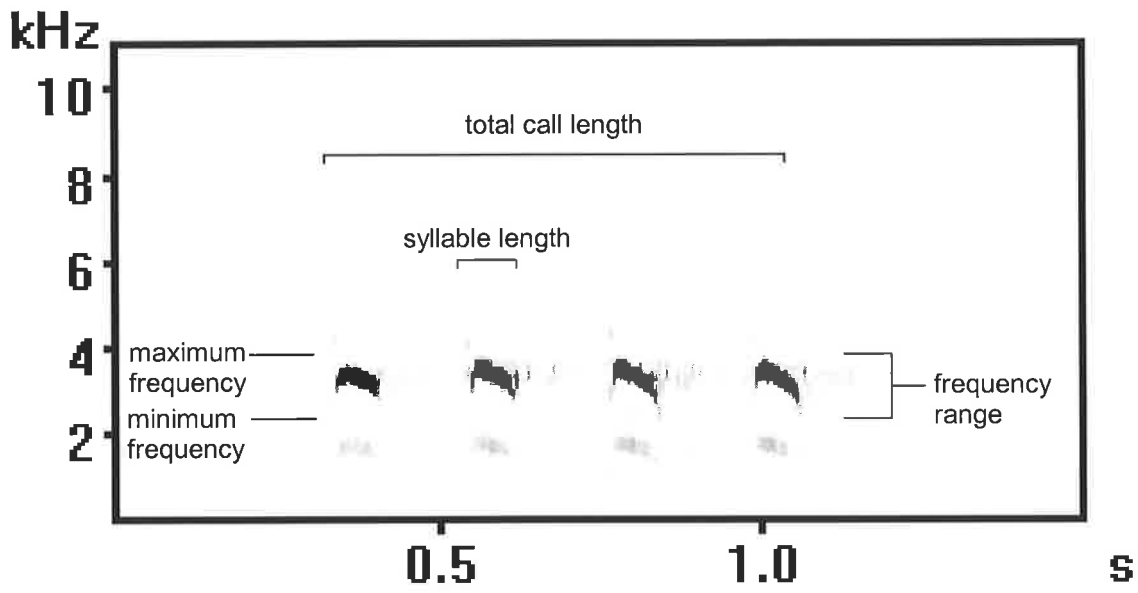 kHz
10
total call length
8
syllable length
6
4
maximum
frequency
frequency
range
minimum
frequency
2
0.5
1.0
s